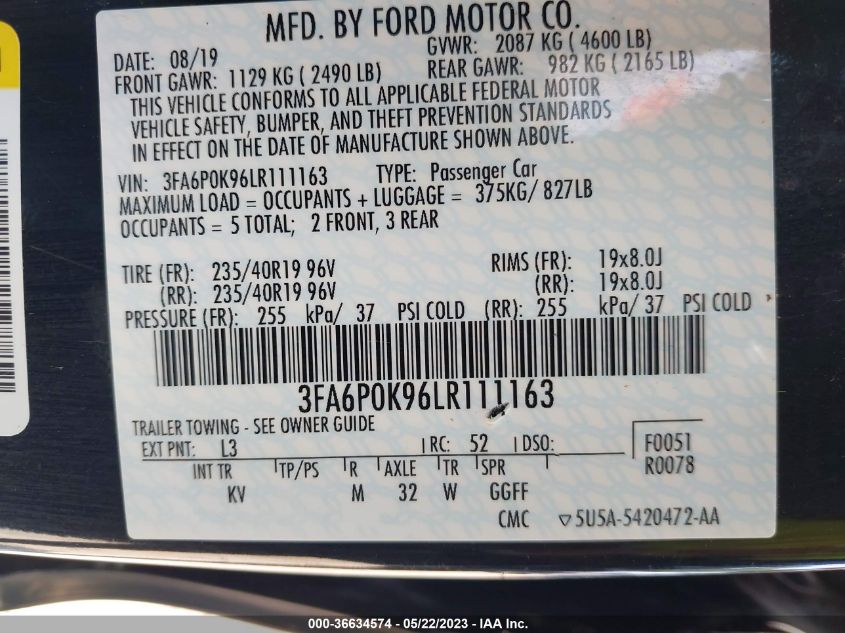 MFD. BY FORD MOTOR CO.
DATE: 08/19 GVWR: 2087 KG ( 4600 LB)
FRONT GAWR: 1129 KG ( 2490 LB) REAR GAWR: 982 KG ( 2165 LB)
THIS VEHICLE CONFORMS TO ALL APPLICABLE FEDERAL MOTOR
VEHICLE SAFETY, BUMPER, AND THEFT PREVENTION STANDARDS
IN EFFECT ON THE DATE OF MANUFACTURE SHOWN ABOVE.
VIN: 3FA6P0K96LR111163 TYPE: Passenger Car
MAXIMUM LOAD = OCCUPANTS + LUGGAGE = 375KG/ 827LB
OCCUPANTS = 5 TOTAL; 2 FRONT, 3 REAR
TIRE (FR): 235/40R19 96V RIMS (FR): 19x8.0J
(RR): 235/40R19 96V (RR): 19x8.0J
PRESSURE (FR): 255 kPa/ 37 PSI COLD (RR): 255 kPa/ 37 PSI COLD
3FA6P0K96LR111163
TRAILER TOWING - SEE OWNER GUIDE
EXT PNT: L3 RC: 52 DSO: F0051
INT TR TP/PS R AXLE TR SPR R0078
KV M 32 W GGFF
CMC ▽5U5A-5420472-AA
000-36634574 - 05/22/2023 - IAA Inc.